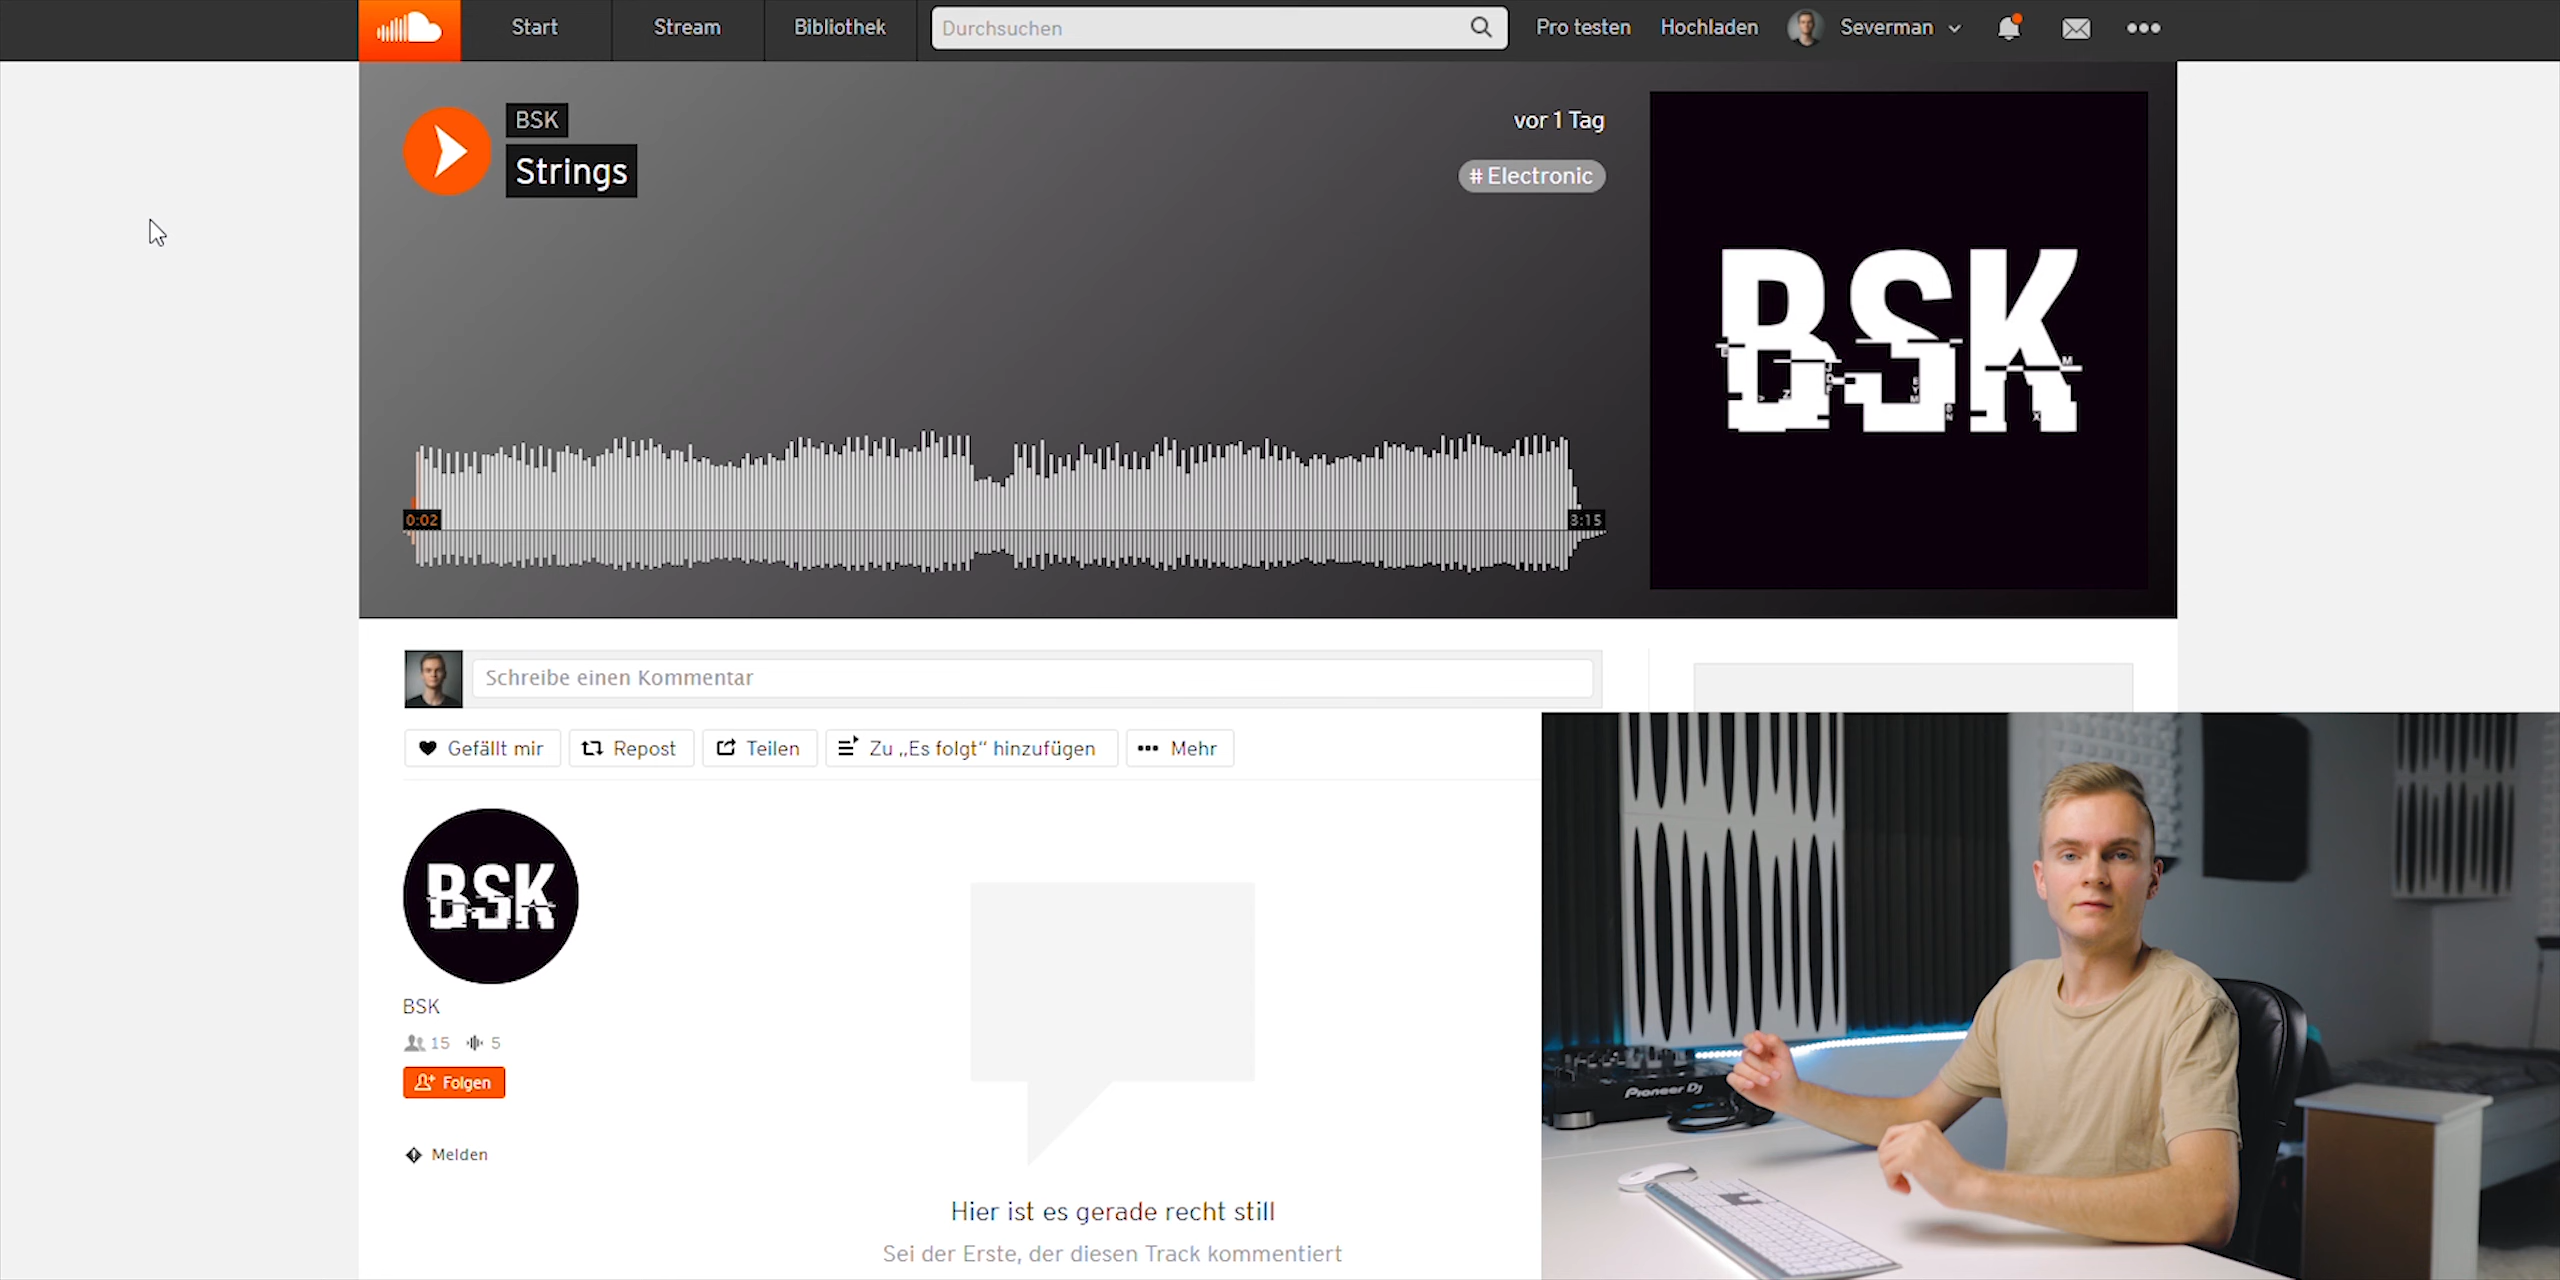 Start
Stream
Bibliothek
Durchsuchen
Pro testen
Hochladen
Severman
BSK
Strings
vor 1 Tag
# Electronic
BSK
0:02
3:15
Schreibe einen Kommentar
Gefällt mir
Repost
Teilen
Zu „Es folgt“ hinzufügen
Mehr
BSK
BSK
15 5
Folgen
Melden
Hier ist es gerade recht still
Sei der Erste, der diesen Track kommentiert
Pioneer DJ